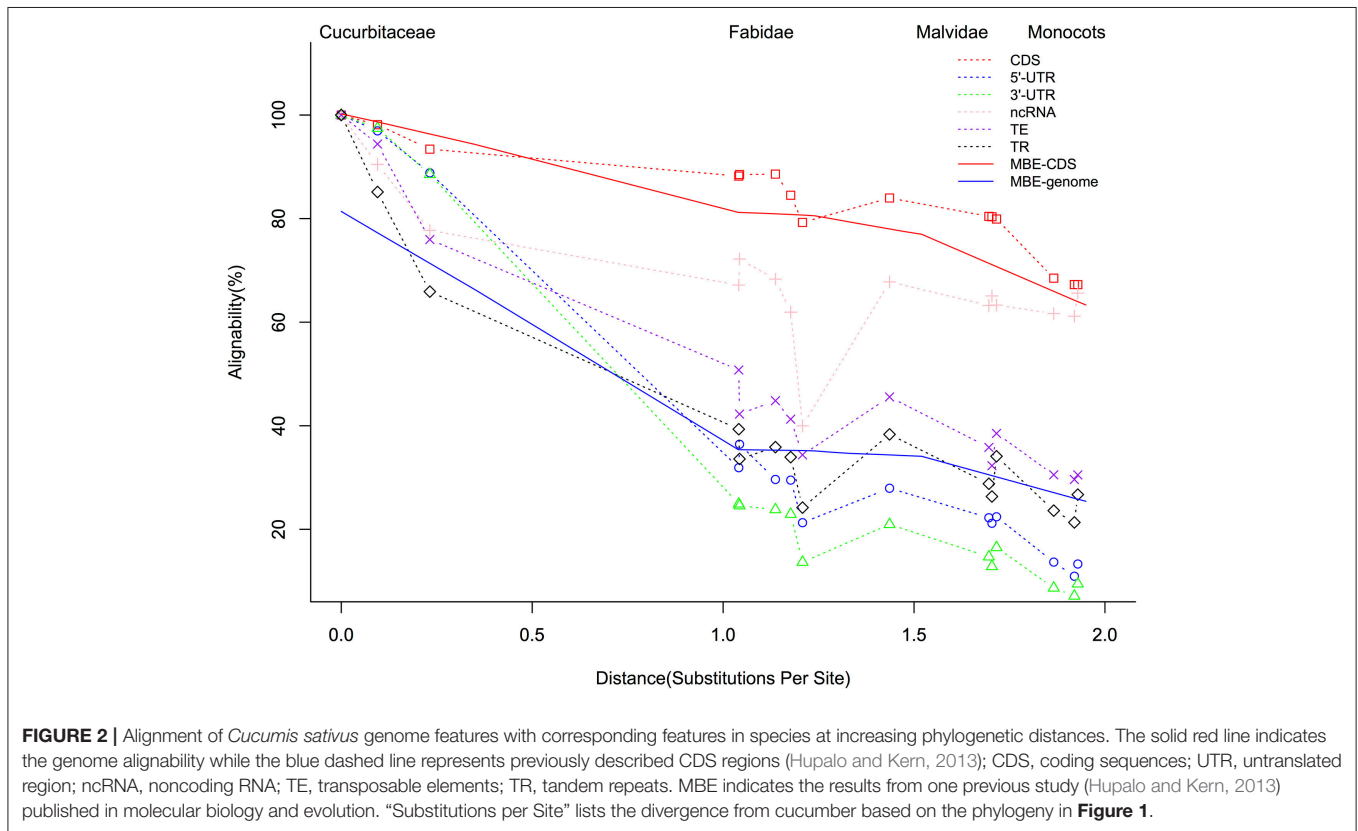 Cucurbitaceae Fabidae Malvidae Monocots
CDS
5'-UTR
3'-UTR
ncRNA
TE
TR
MBE-CDS
MBE-genome
100
80
60
40
20
Alignability(%)
0.0 0.5 1.0 1.5 2.0
Distance(Substitutions Per Site)
FIGURE 2 | Alignment of Cucumis sativus genome features with corresponding features in species at increasing phylogenetic distances. The solid red line indicates
the genome alignability while the blue dashed line represents previously described CDS regions (Hupalo and Kern, 2013); CDS, coding sequences; UTR, untranslated
region; ncRNA, noncoding RNA; TE, transposable elements; TR, tandem repeats. MBE indicates the results from one previous study (Hupalo and Kern, 2013)
published in molecular biology and evolution. “Substitutions per Site” lists the divergence from cucumber based on the phylogeny in Figure 1.